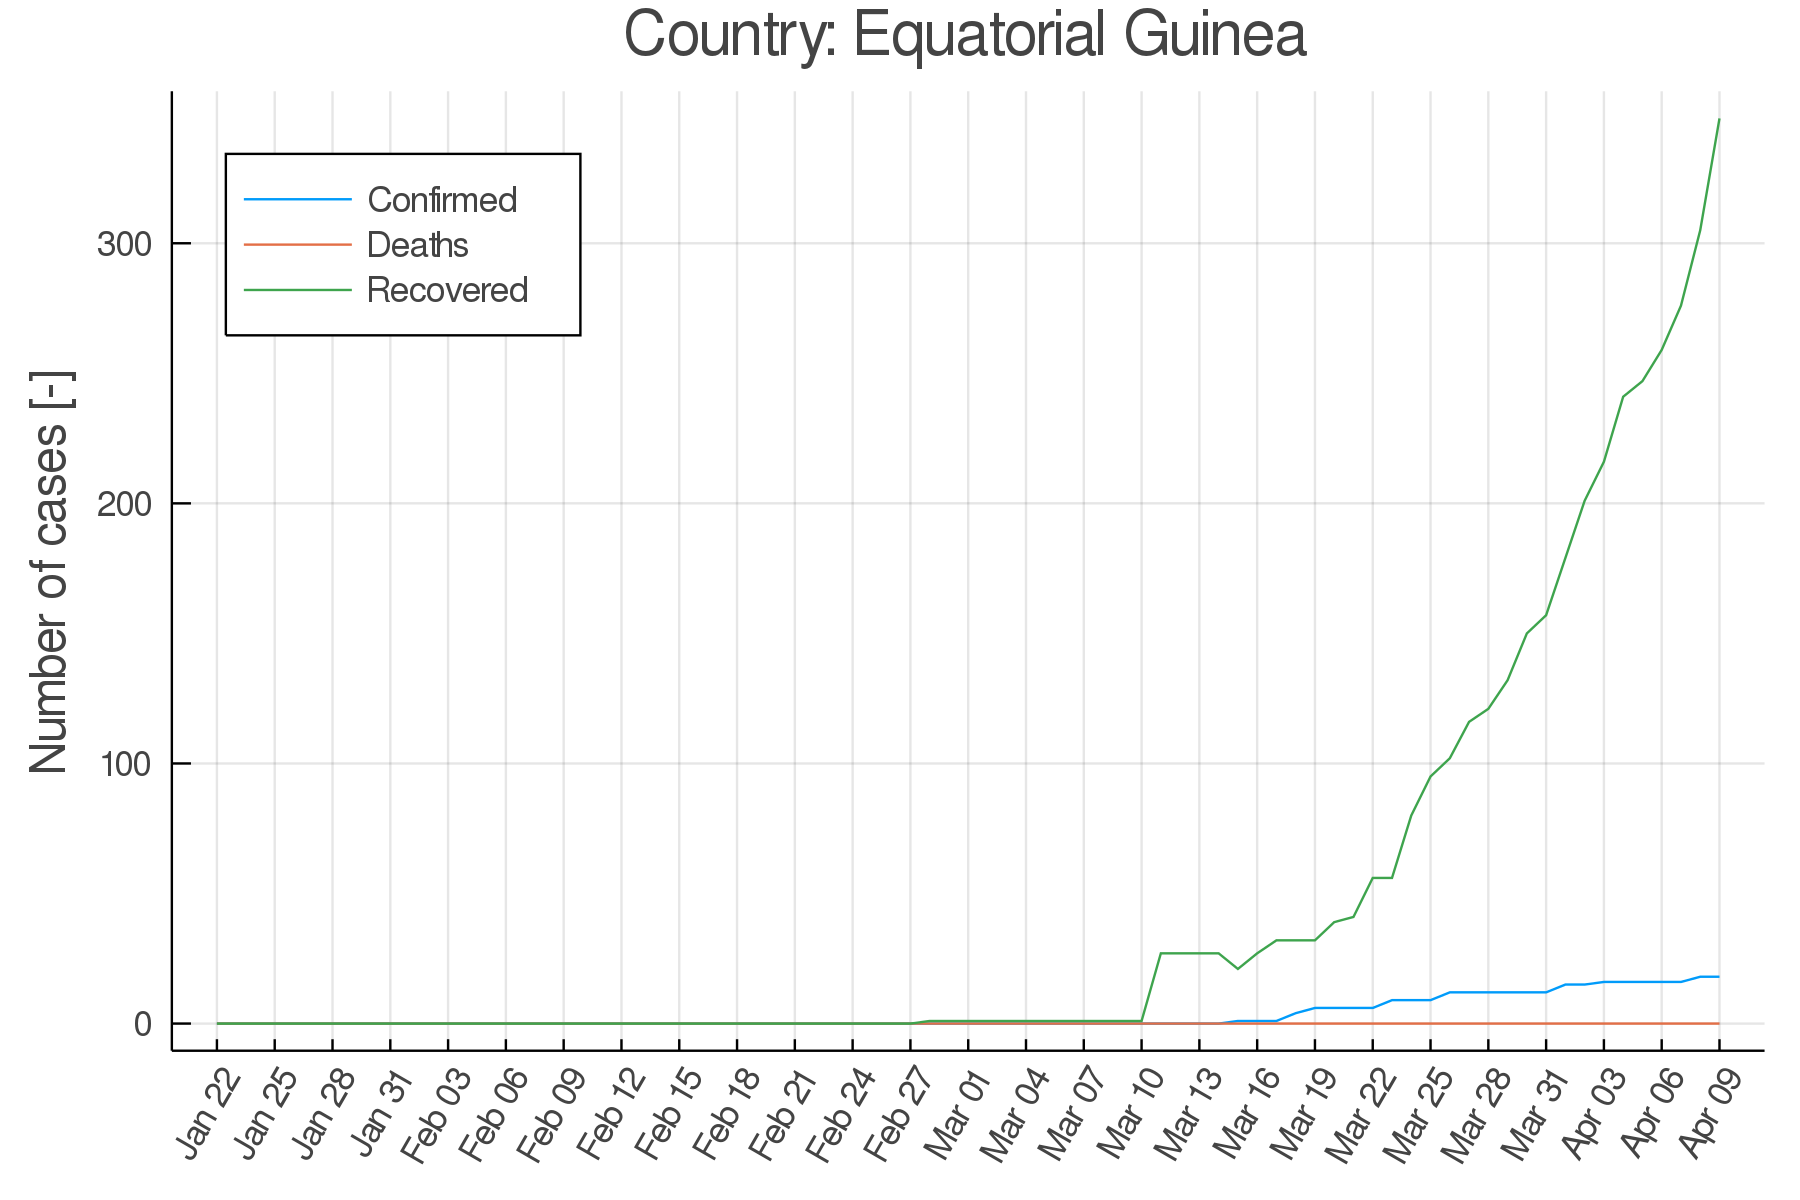 Country: Equatorial Guinea
Number of cases [-]
Confirmed
Deaths
Recovered
300
200
100
0
Jan 22
Jan 25
Jan 28
Jan 31
Feb 03
Feb 06
Feb 09
Feb 12
Feb 15
Feb 18
Feb 21
Feb 24
Feb 27
Mar 01
Mar 04
Mar 07
Mar 10
Mar 13
Mar 16
Mar 19
Mar 22
Mar 25
Mar 28
Mar 31
Apr 03
Apr 06
Apr 09